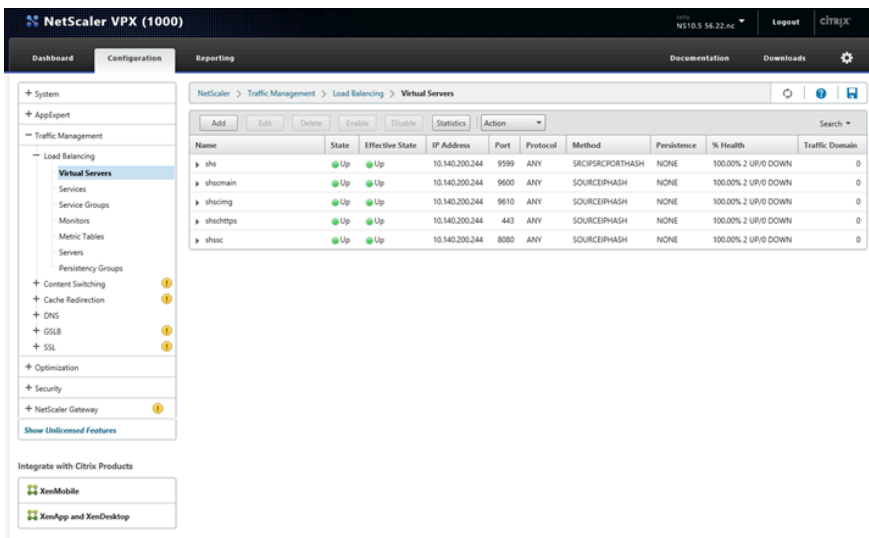 NetScaler VPX (1000)
Info
NS10.5 56.22.nc
Logout
CITRIX
Dashboard Configuration Reporting Documentation Downloads
+ System
+ AppExpert
− Traffic Management
− Load Balancing
Virtual Servers
Services
Service Groups
Monitors
Metric Tables
Servers
Persistency Groups
+ Content Switching
+ Cache Redirection
+ DNS
+ GSLB
+ SSL
+ Optimization
+ Security
+ NetScaler Gateway
Show Unlicensed Features
Integrate with Citrix Products
XenMobile
XenApp and XenDesktop
NetScaler > Traffic Management > Load Balancing > Virtual Servers
Add Edit Delete Enable Disable Statistics Action Search
Name State Effective State IP Address Port Protocol Method Persistence % Health Traffic Domain
shs Up Up 10.140.200.244 9599 ANY SRCIPSRCPORTHASH NONE 100.00% 2 UP/0 DOWN 0
shscmain Up Up 10.140.200.244 9600 ANY SOURCEIPHASH NONE 100.00% 2 UP/0 DOWN 0
shscimg Up Up 10.140.200.244 9610 ANY SOURCEIPHASH NONE 100.00% 2 UP/0 DOWN 0
shschttps Up Up 10.140.200.244 443 ANY SOURCEIPHASH NONE 100.00% 2 UP/0 DOWN 0
shssc Up Up 10.140.200.244 8080 ANY SOURCEIPHASH NONE 100.00% 2 UP/0 DOWN 0